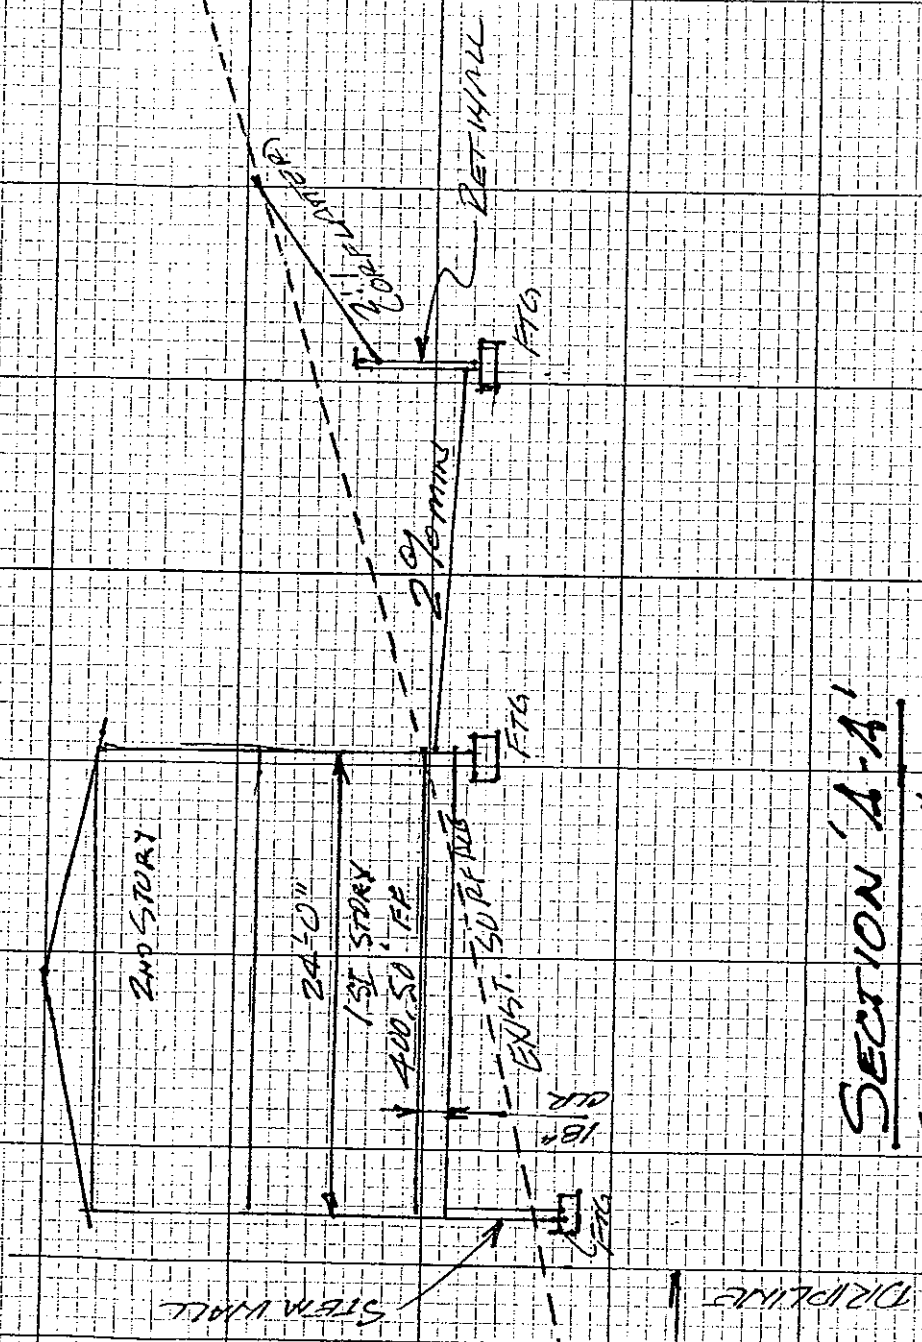 2ND STORY
24'-0"
1ST STORY
400.50' FF
EXIST. SURFACE
18"
CLR
FTG
FTG
FTG
STEM WALL
DRIPLINE
2% MIN
2:1
OR FLATTER
RET WALL
SECTION 'A-A'